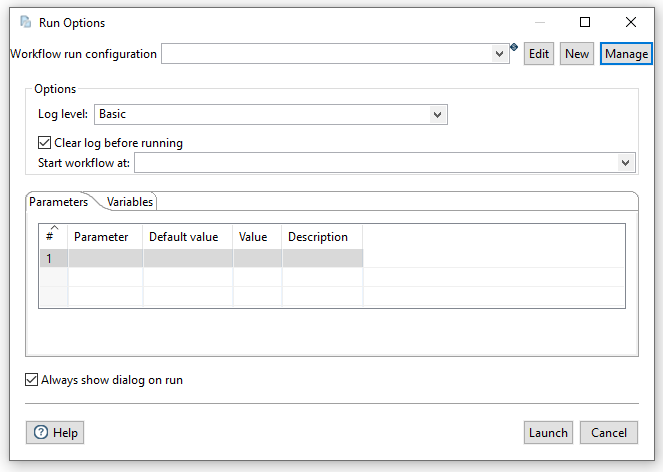 Run Options
Workflow run configuration Edit New Manage
Options
Log level: Basic
Clear log before running
Start workflow at:
Parameters Variables
# Parameter Default value Value Description
1
Always show dialog on run
Help Launch Cancel